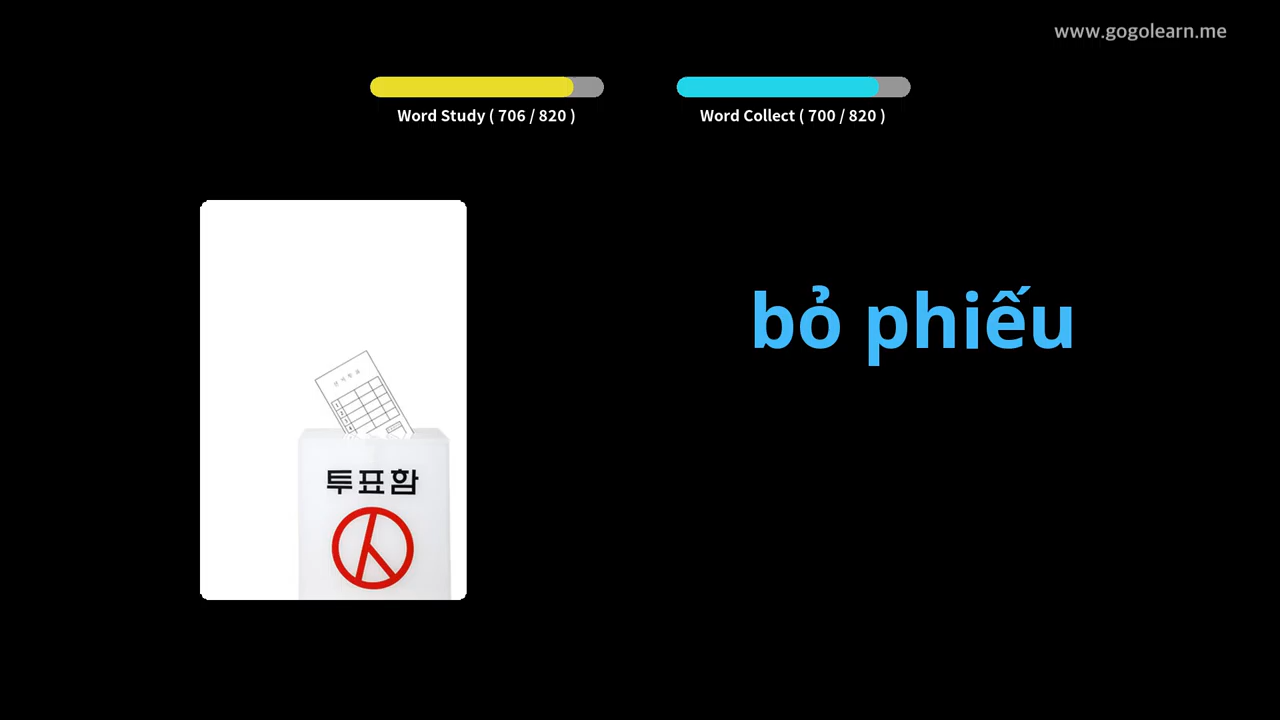 www.gogolearn.me
Word Study ( 706 / 820 )
Word Collect ( 700 / 820 )
bỏ phiếu
투표함